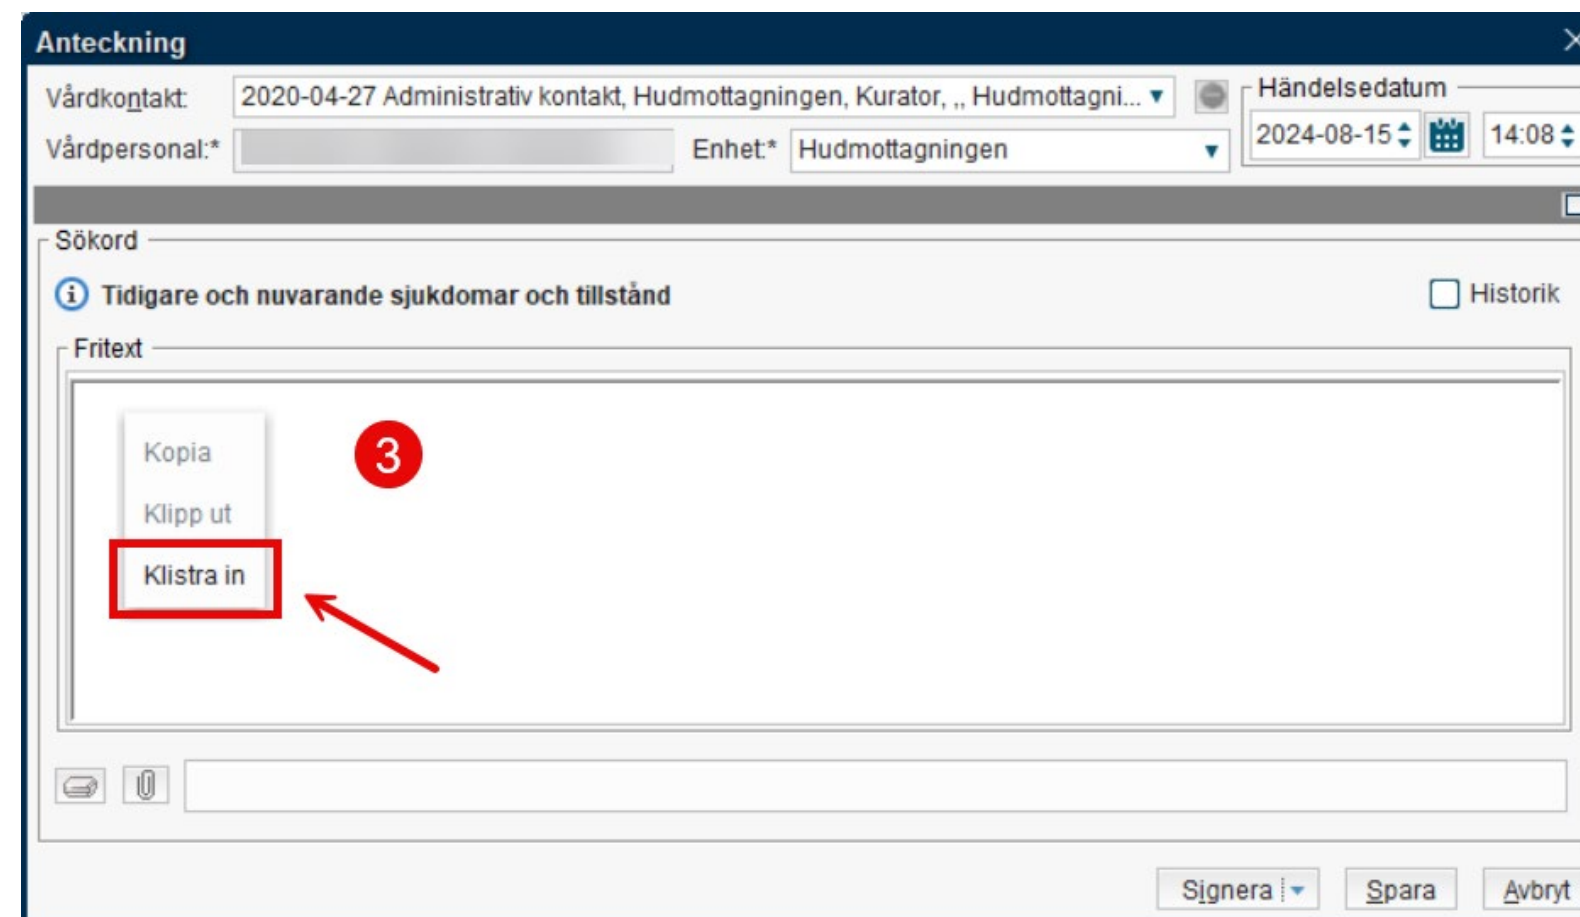 Anteckning
Vårdkontakt: 2020-04-27 Administrativ kontakt, Hudmottagningen, Kurator, ,, Hudmottagni... Händelsedatum
Vårdpersonal:* Enhet:* Hudmottagningen 2024-08-15 14:08
Sökord
Tidigare och nuvarande sjukdomar och tillstånd Historik
Fritext
Kopia
3
Klipp ut
Klistra in
Signera Spara Avbryt